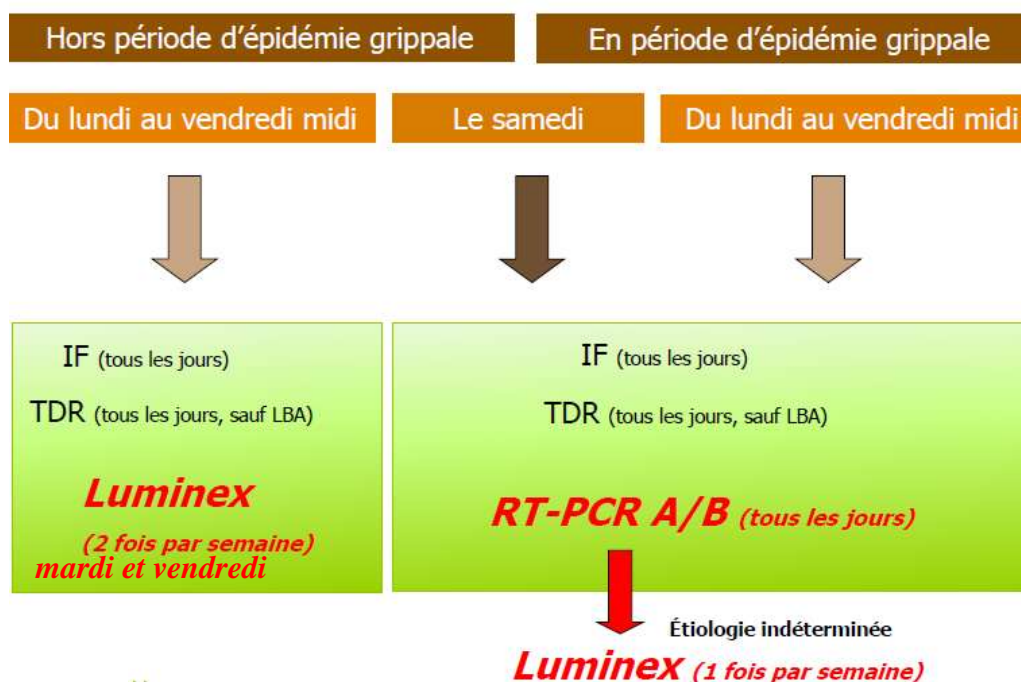 Hors période d'épidémie grippale
En période d'épidémie grippale
Du lundi au vendredi midi
Le samedi
Du lundi au vendredi midi
IF (tous les jours)
TDR (tous les jours, sauf LBA)
Luminex
(2 fois par semaine)
mardi et vendredi
IF (tous les jours)
TDR (tous les jours, sauf LBA)
RT-PCR A/B (tous les jours)
Étiologie indéterminée
Luminex (1 fois par semaine)